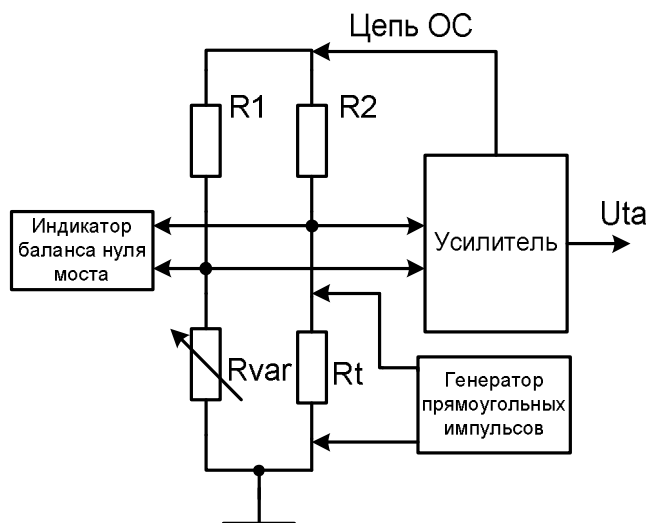 Цепь ОС
R1
R2
Индикатор
баланса нуля
моста
Усилитель
Uta
Rvar
Rt
Генератор
прямоугольных
импульсов